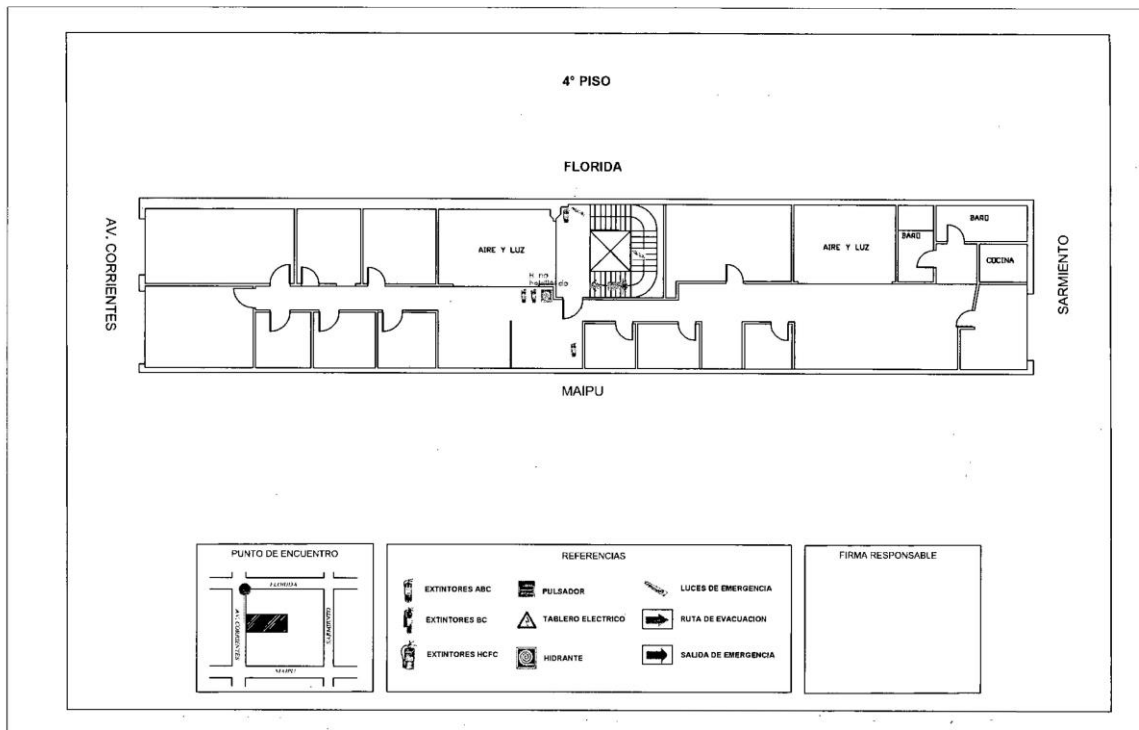 4° PISO
FLORIDA
AV. CORRIENTES
AIRE Y LUZ
AIRE Y LUZ
BAÑO
BAÑO
COCINA
SARMIENTO
H. no
MAIPU
PUNTO DE ENCUENTRO
FLORIDA
AV. CORRIENTES
SARMIENTO
MAIPU
REFERENCIAS
EXTINTORES ABC
PULSADOR
LUCES DE EMERGENCIA
EXTINTORES BC
TABLERO ELECTRICO
RUTA DE EVACUACION
EXTINTORES HCFC
HIDRANTE
SALIDA DE EMERGENCIA
FIRMA RESPONSABLE